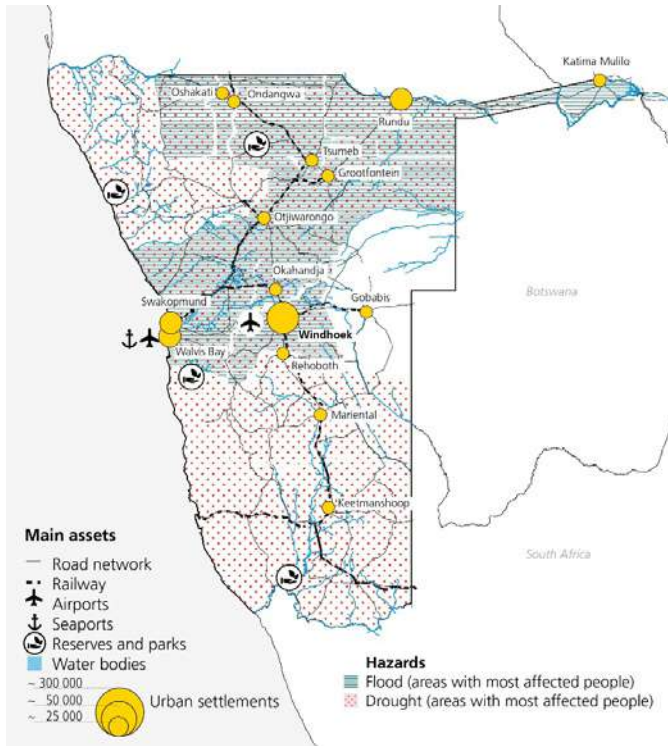 Katima Mulilo
Oshakati
Ondangwa
Rundu
Tsumeb
Grootfontein
Otjiwarongo
Okahandja
Gobabis
Swakopmund
Botswana
Windhoek
Walvis Bay
Rehoboth
Mariental
Keetmanshoop
South Africa
Main assets
Road network
Railway
Airports
Seaports
Reserves and parks
Water bodies
~ 300 000
~ 50 000
~ 25 000
Urban settlements
Hazards
Flood (areas with most affected people)
Drought (areas with most affected people)